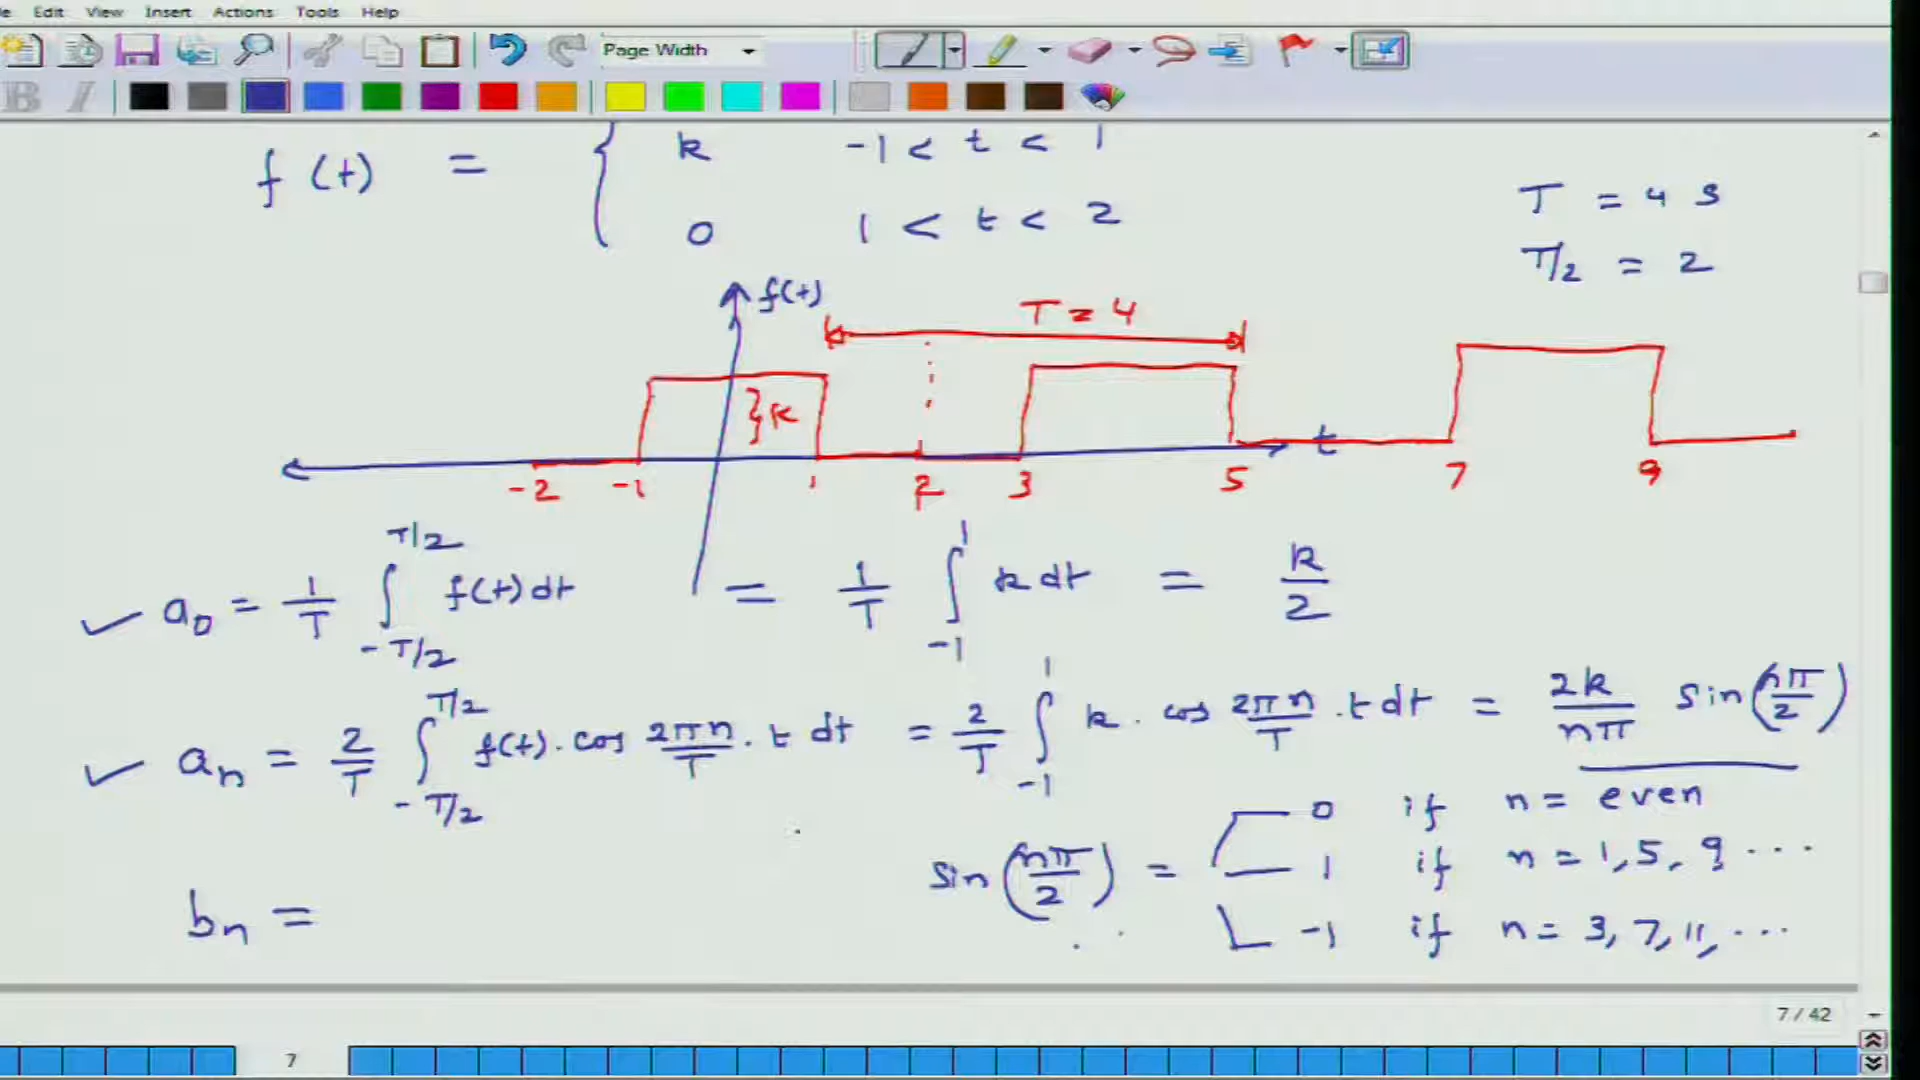 Edit View Insert Actions Tools Help
Page Width
B I
f(t) = { k -1 < t < 1
0 1 < t < 2
T = 4 s
T/2 = 2
f(t)
T = 4
}k
t
-2 -1 1 2 3 5 7 9
✓ a₀ = 1/T ∫_{-T/2}^{T/2} f(t) dt = 1/T ∫_{-1}^{1} k dt = k/2
✓ aₙ = 2/T ∫_{-T/2}^{T/2} f(t) · cos 2πn/T · t dt = 2/T ∫_{-1}^{1} k · cos 2πn/T · t dt = 2k/nπ sin(nπ/2)
sin(nπ/2) = 0 if n = even
1 if n = 1, 5, 9 ...
-1 if n = 3, 7, 11, ...
bₙ =
7 / 42
7